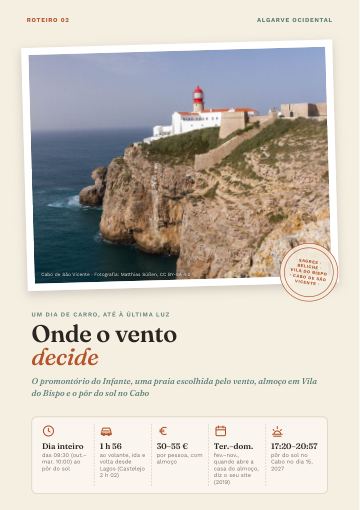 ROTEIRO 02
ALGARVE OCIDENTAL
Cabo de São Vicente · Fotografia: Matthias Süßen, CC BY-SA 4.0
SAGRES ·
BELICHE ·
VILA DO BISPO
· CABO DE SÃO
VICENTE ·
UM DIA DE CARRO, ATÉ À ÚLTIMA LUZ
Onde o vento
decide
O promontório do Infante, uma praia escolhida pelo vento, almoço em Vila
do Bispo e o pôr do sol no Cabo
Dia inteiro
das 09:30 (out.–
mar. 10:00) ao
pôr do sol
1 h 56
ao volante, ida e
volta desde
Lagos (Castelejo
2 h 02)
30–55 €
por pessoa, com
almoço
Ter.–dom.
fev.–nov.,
quando abre a
casa do almoço,
diz o seu site
(2019)
17:20–20:57
pôr do sol no
Cabo no dia 15,
2027